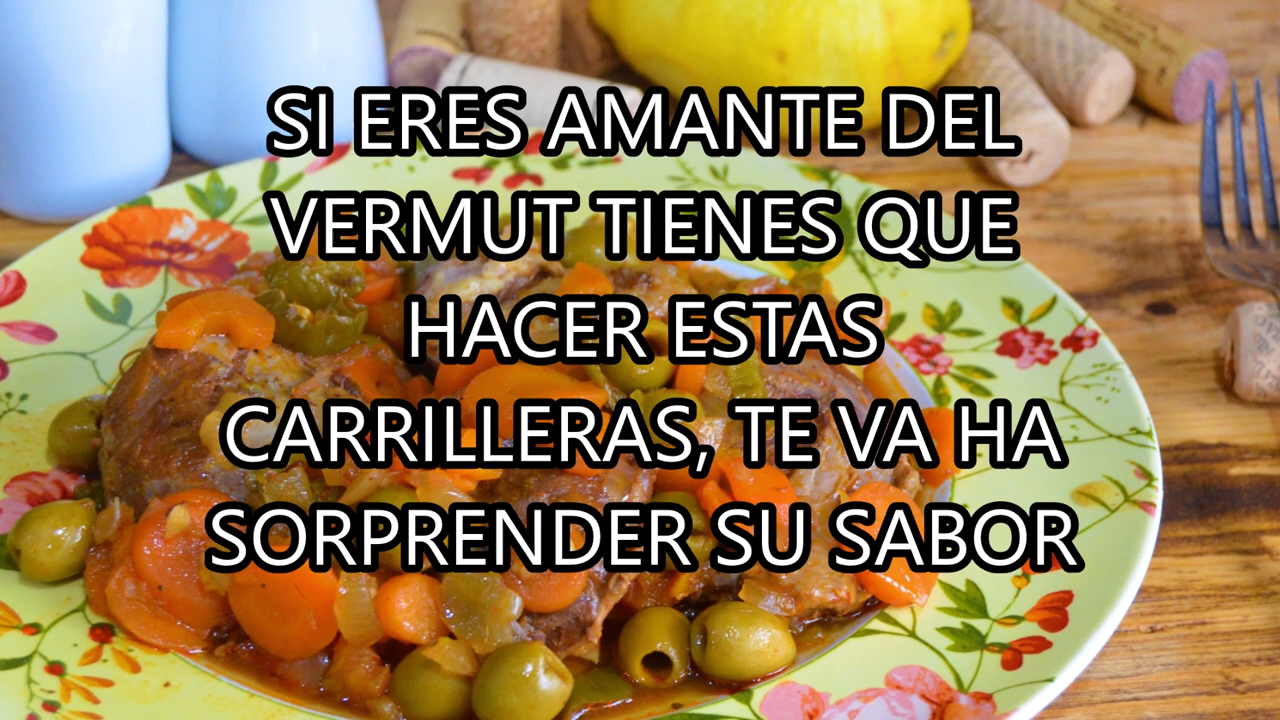 SI ERES AMANTE DEL
VERMUT TIENES QUE
HACER ESTAS
CARRILLERAS, TE VA HA
SORPRENDER SU SABOR